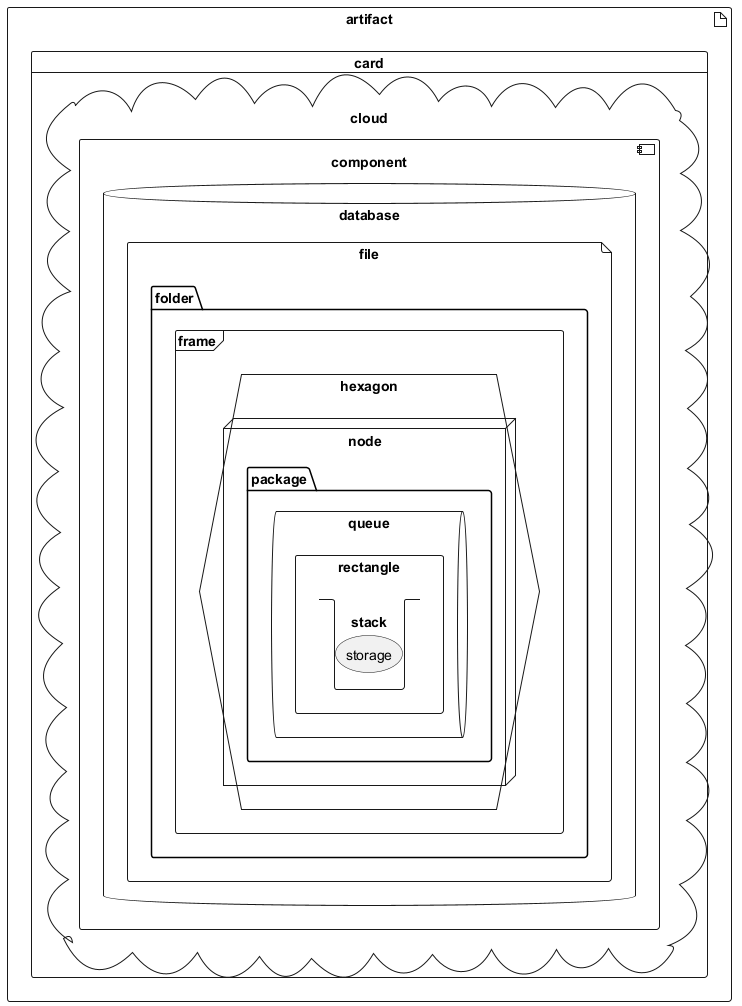 artifact
card
cloud
component
database
file
folder
frame
hexagon
node
package
queue
rectangle
stack
storage